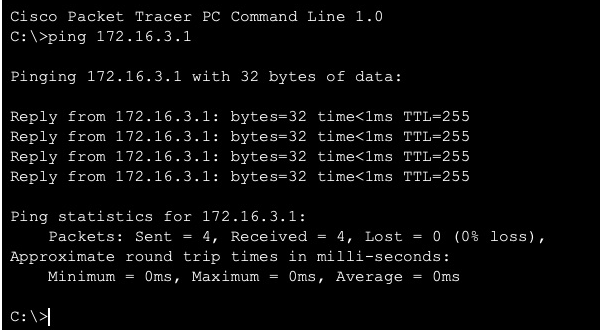 Cisco Packet Tracer PC Command Line 1.0
C:\>ping 172.16.3.1
Pinging 172.16.3.1 with 32 bytes of data:
Reply from 172.16.3.1: bytes=32 time<1ms TTL=255
Reply from 172.16.3.1: bytes=32 time<1ms TTL=255
Reply from 172.16.3.1: bytes=32 time<1ms TTL=255
Reply from 172.16.3.1: bytes=32 time<1ms TTL=255
Ping statistics for 172.16.3.1:
    Packets: Sent = 4, Received = 4, Lost = 0 (0% loss),
Approximate round trip times in milli-seconds:
    Minimum = 0ms, Maximum = 0ms, Average = 0ms
C:\>